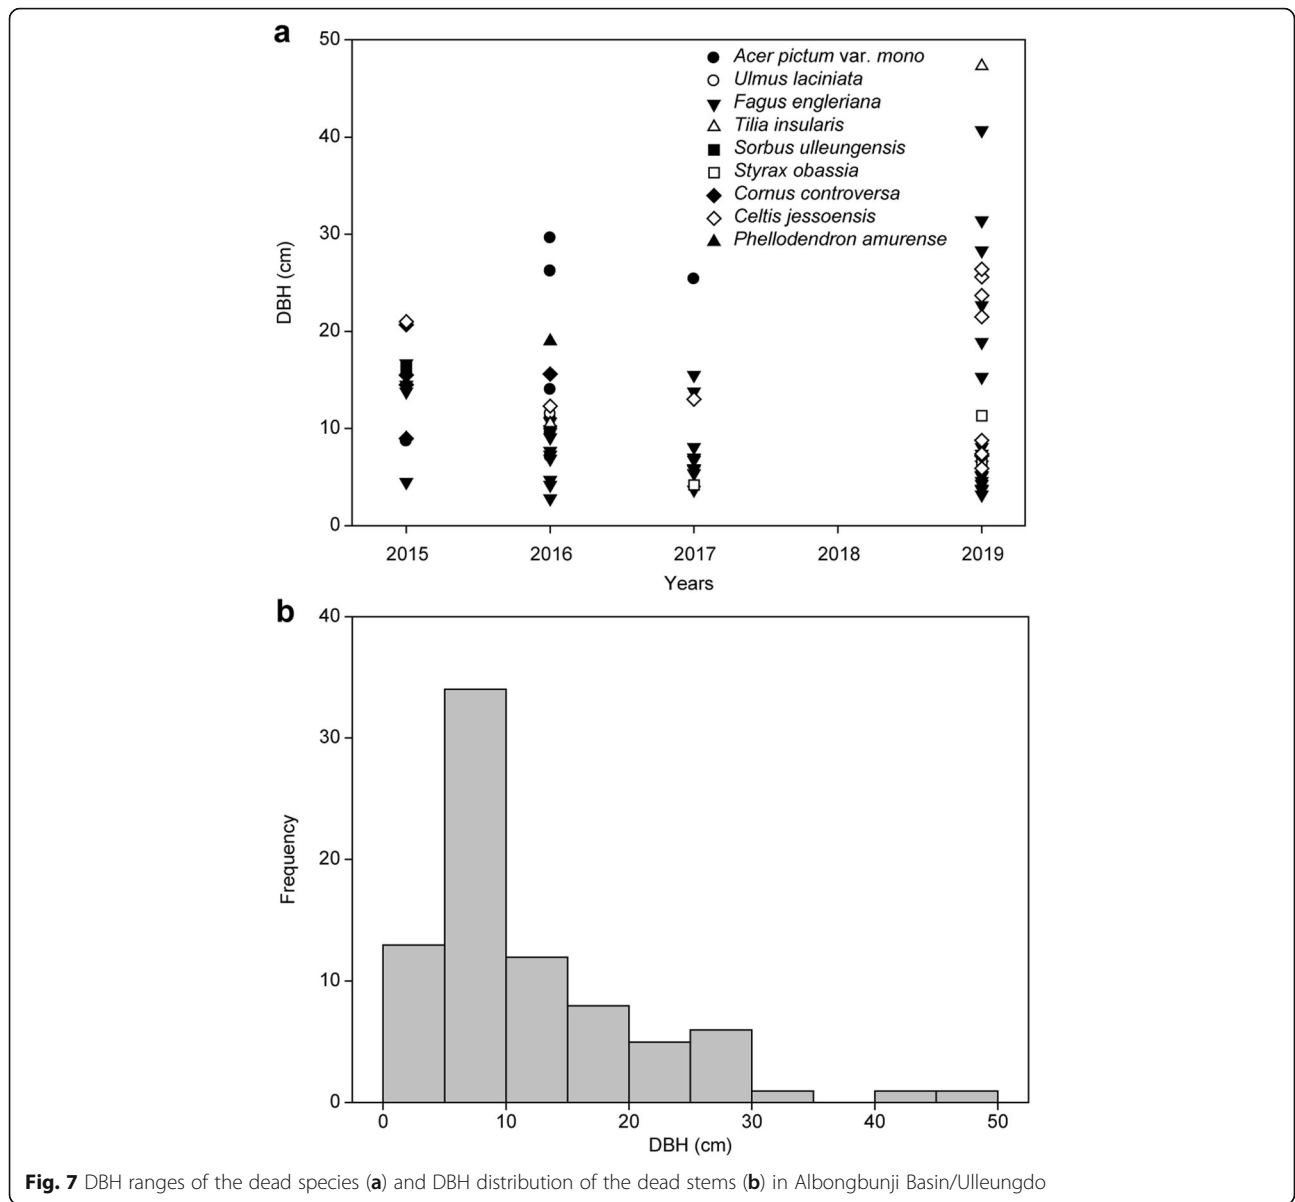 a
50
40
30
20
10
0
DBH (cm)
Acer pictum var. mono
Ulmus laciniata
Fagus engleriana
Tilia insularis
Sorbus ulleungensis
Styrax obassia
Cornus controversa
Celtis jessoensis
Phellodendron amurense
2015 2016 2017 2018 2019
Years
b
40
30
20
10
0
Frequency
0 10 20 30 40 50
DBH (cm)
Fig. 7 DBH ranges of the dead species (a) and DBH distribution of the dead stems (b) in Albongbunji Basin/Ulleungdo